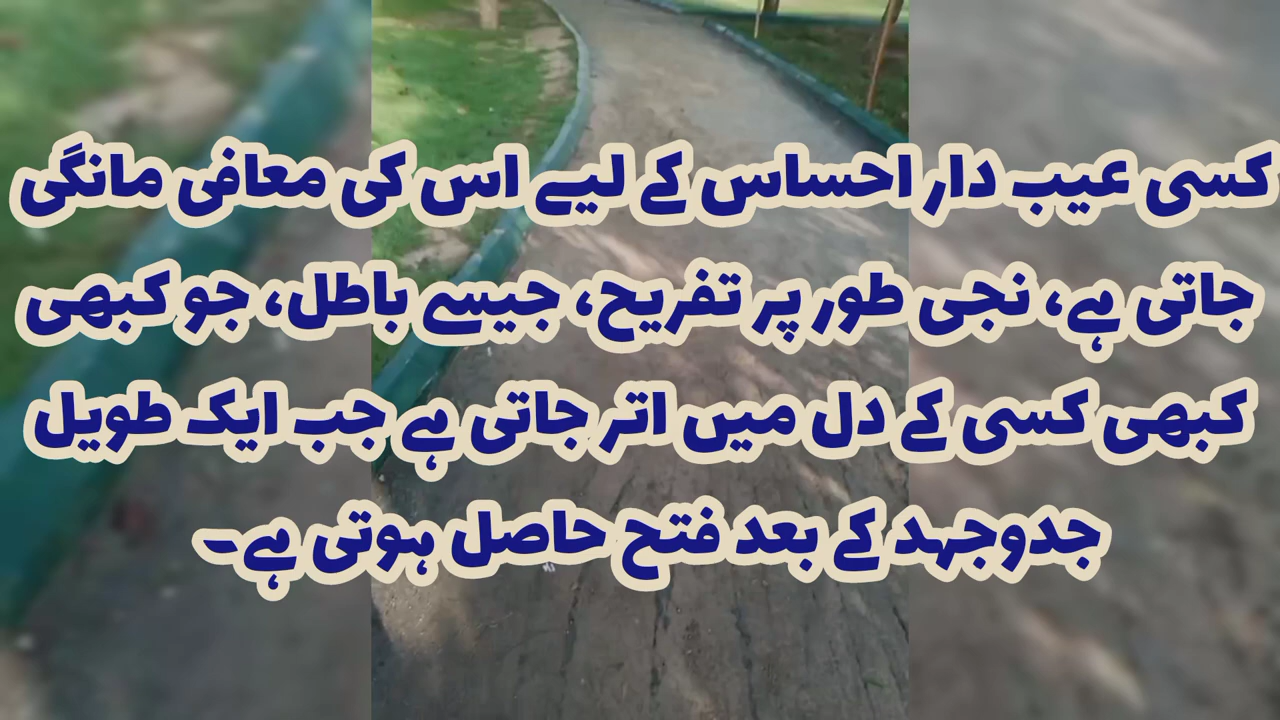 کسی عیب دار احساس کے لیے اس کی معافی مانگی
جاتی ہے، نجی طور پر تفریح، جیسے باطل، جو کبھی
کبھی کسی کے دل میں اتر جاتی ہے جب ایک طویل
جدوجہد کے بعد فتح حاصل ہوتی ہے۔